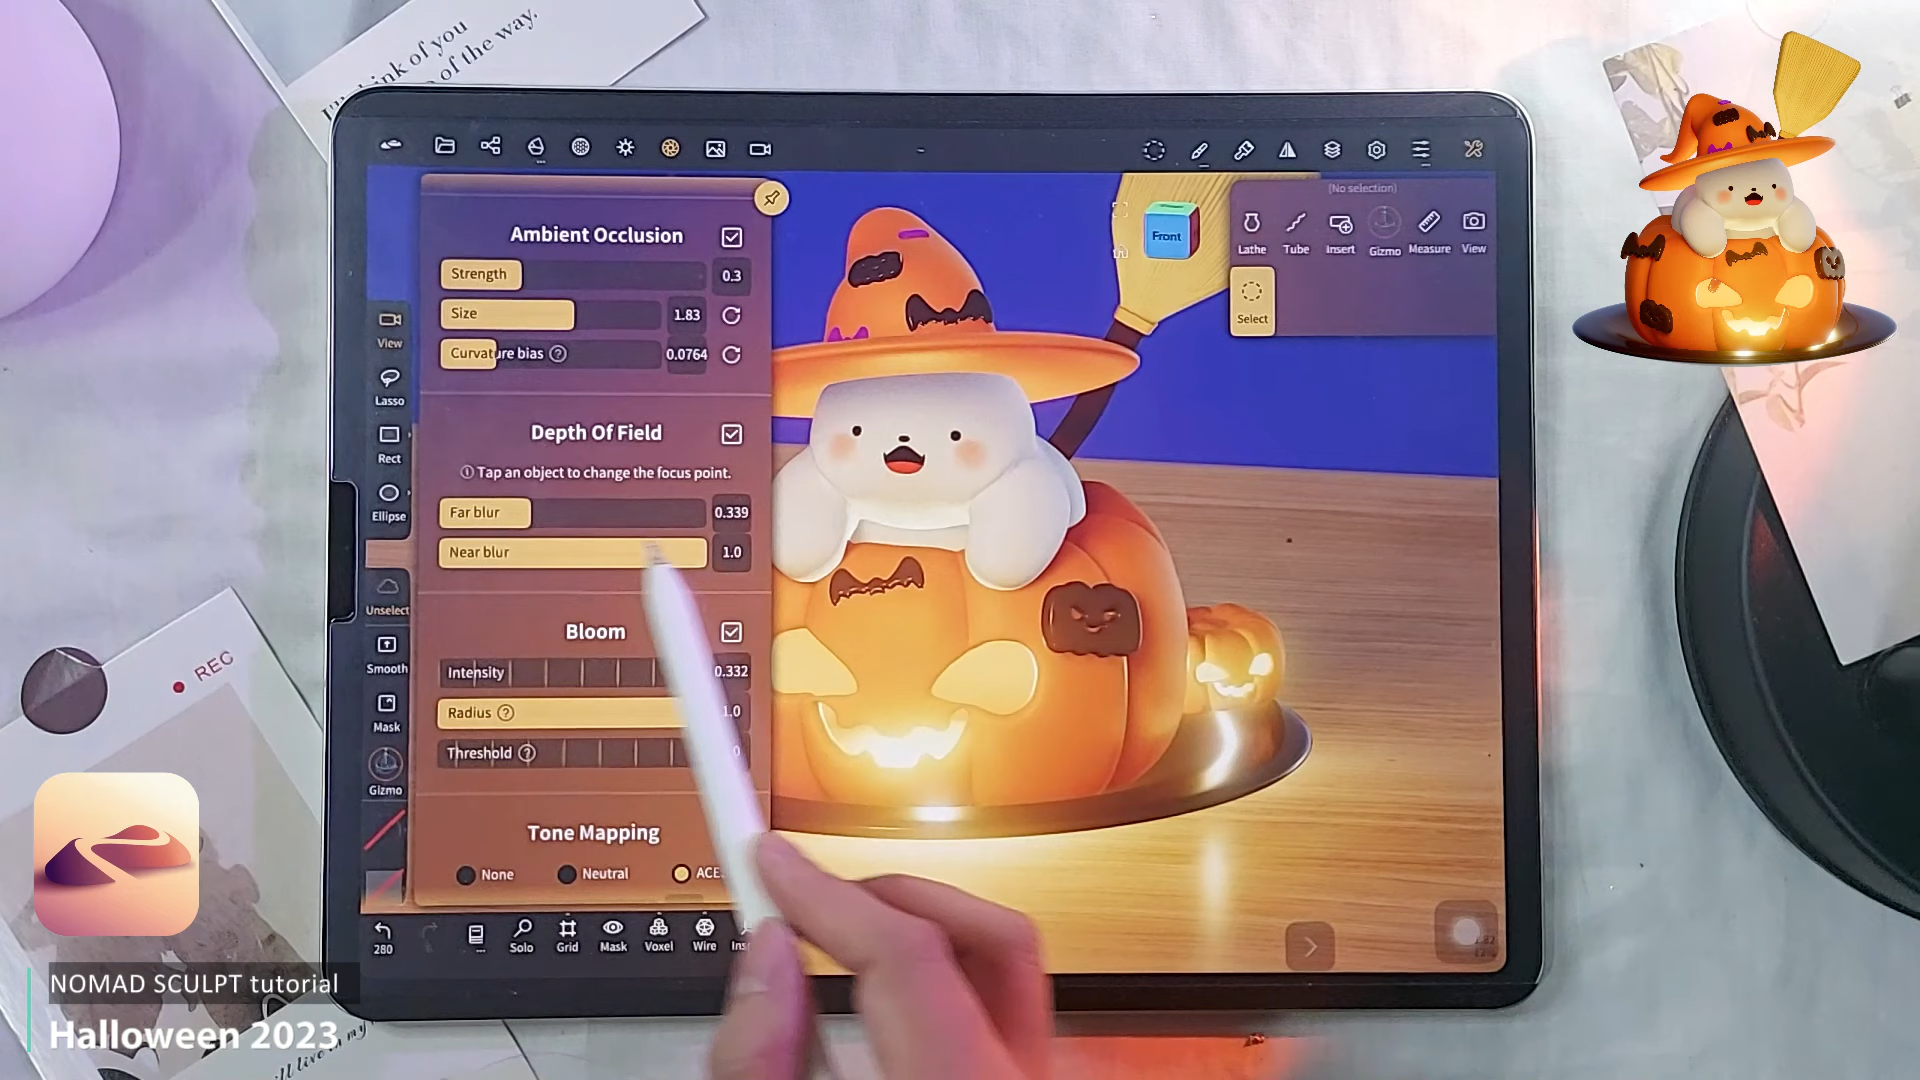 ink of you
of the way.
(No selection)
Lathe
Tube
Insert
Gizmo
Measure
View
Select
Front
View
Lasso
Rect
Ellipse
Unselect
Smooth
Mask
Gizmo
Ambient Occlusion
Strength
0.3
Size
1.83
Curvature bias ?
0.0764
Depth Of Field
Tap an object to change the focus point.
Far blur
0.339
Near blur
1.0
Bloom
Intensity
0.332
Radius ?
1.0
Threshold ?
0
Tone Mapping
None
Neutral
ACE
280
Solo
Grid
Mask
Voxel
Wire
REC
NOMAD SCULPT tutorial
Halloween 2023